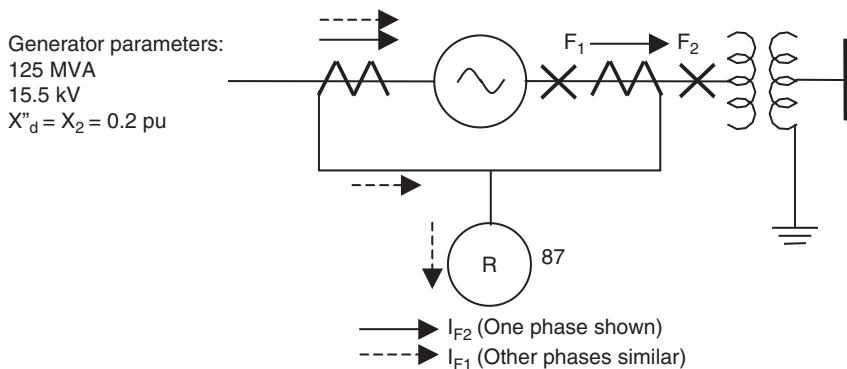 Generator parameters:
125 MVA
15.5 kV
X"d = X2 = 0.2 pu
F1
F2
R
87
IF2 (One phase shown)
IF1 (Other phases similar)